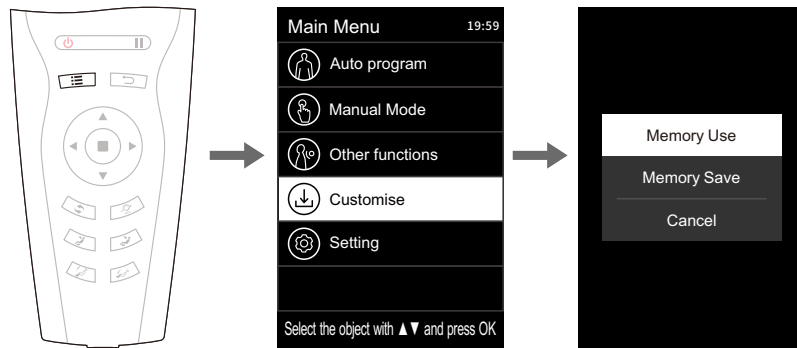 Main Menu 19:59
Auto program
Manual Mode
Other functions
Customise
Setting
Select the object with ▲▼ and press OK
Memory Use
Memory Save
Cancel